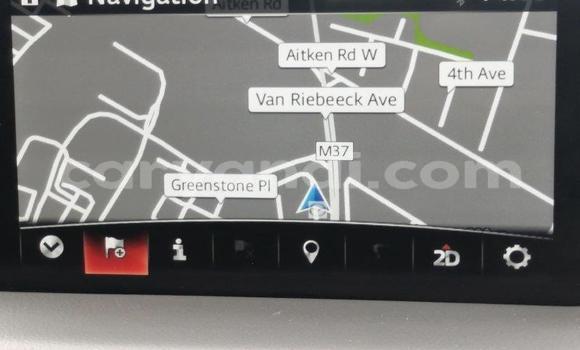 Navigation
Aitken Rd
Aitken Rd W
4th Ave
Van Riebeeck Ave
M37
Greenstone Pl
2D